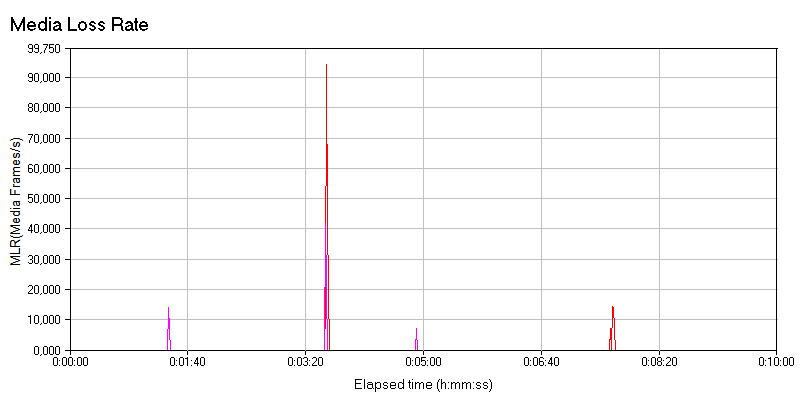 Media Loss Rate
99,750
90,000
80,000
70,000
60,000
50,000
40,000
30,000
20,000
10,000
0,000
MLR(Media Frames/s)
0:00:00 0:01:40 0:03:20 0:05:00 0:06:40 0:08:20 0:10:00
Elapsed time (h:mm:ss)